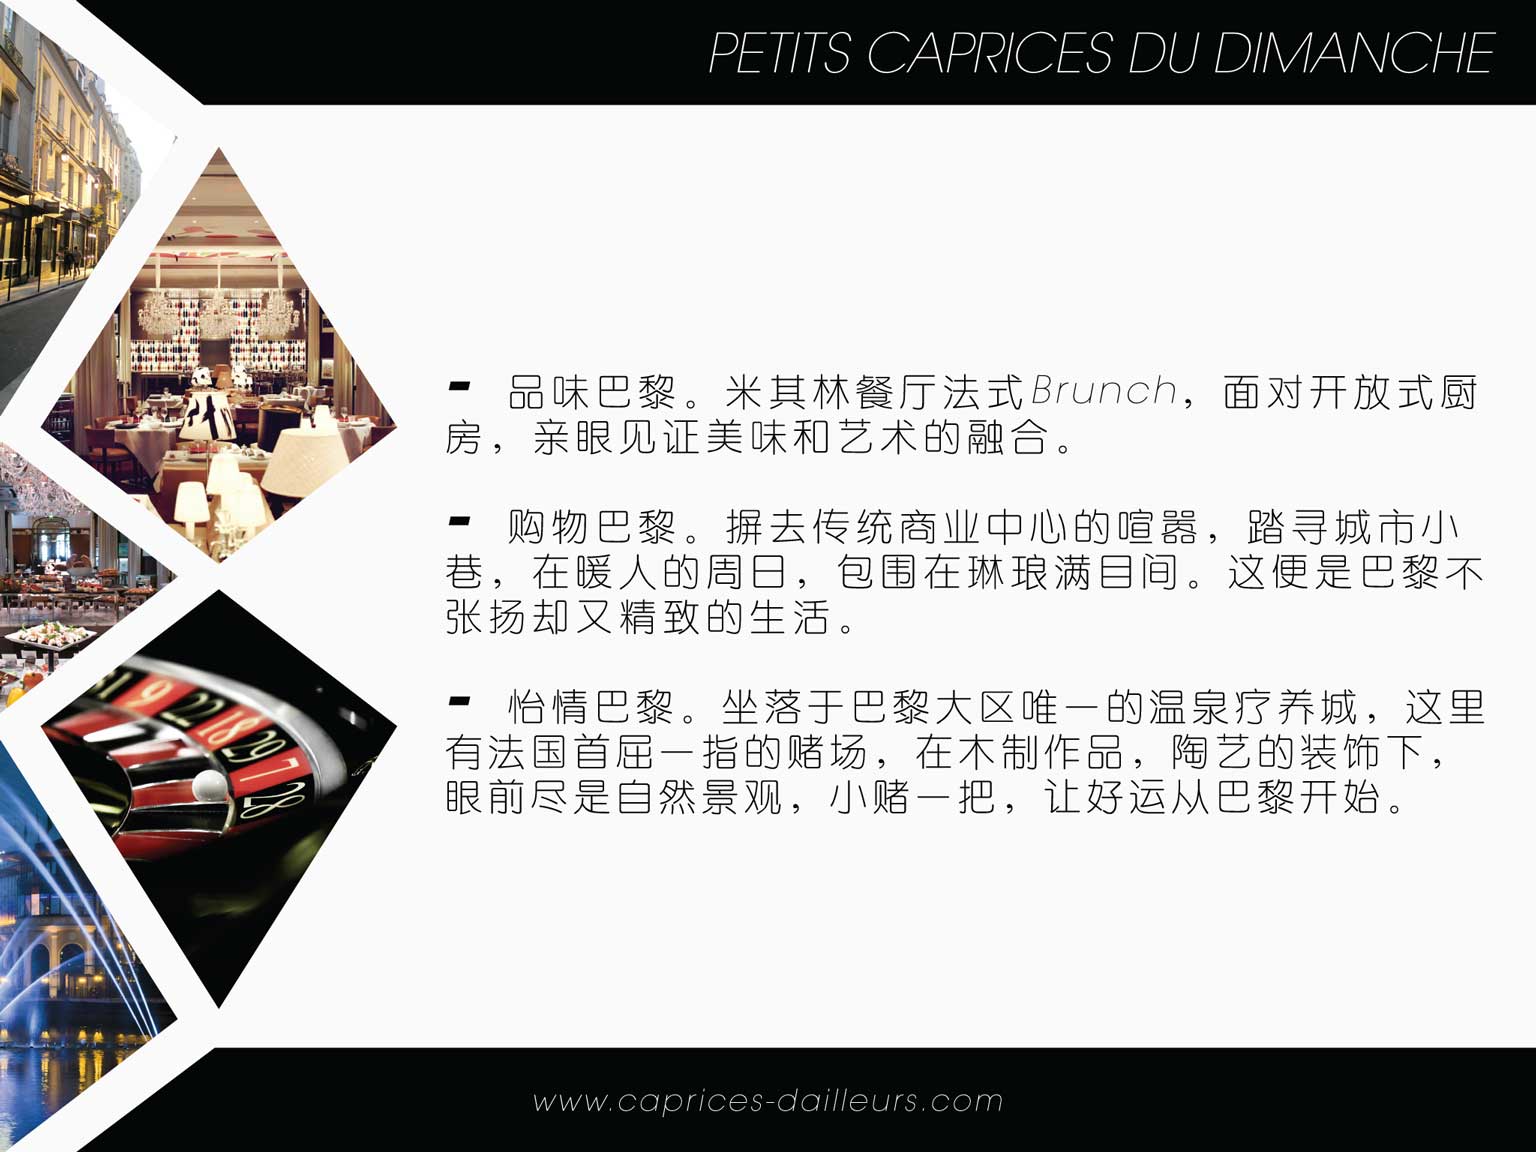 PETITS CAPRICES DU DIMANCHE
- 品味巴黎。米其林餐厅法式Brunch，面对开放式厨
房，亲眼见证美味和艺术的融合。
- 购物巴黎。摒去传统商业中心的喧嚣，踏寻城市小
巷，在暖人的周日，包围在琳琅满目间。这便是巴黎不
张扬却又精致的生活。
- 怡情巴黎。坐落于巴黎大区唯一的温泉疗养城，这里
有法国首屈一指的赌场，在木制作品，陶艺的装饰下，
眼前尽是自然景观，小赌一把，让好运从巴黎开始。
31 9 22 18 29 7 28
www.caprices-dailleurs.com